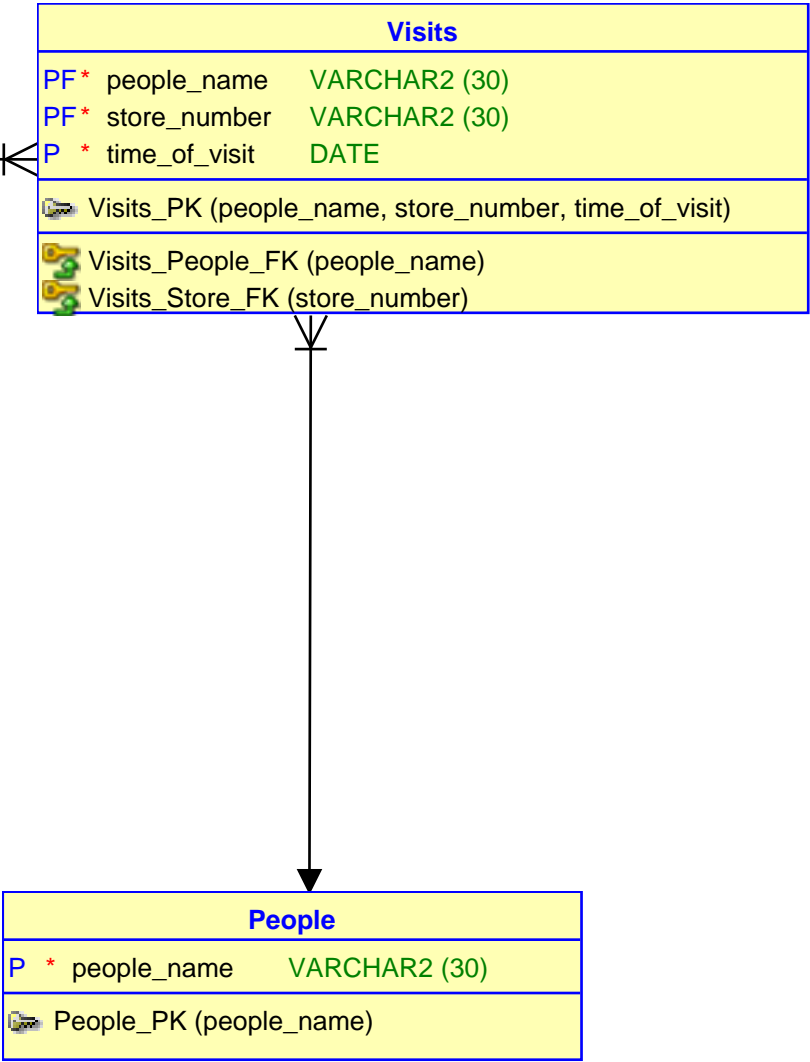 Visits
PF* people_name VARCHAR2 (30)
PF* store_number VARCHAR2 (30)
P * time_of_visit DATE
Visits_PK (people_name, store_number, time_of_visit)
Visits_People_FK (people_name)
Visits_Store_FK (store_number)
People
P * people_name VARCHAR2 (30)
People_PK (people_name)